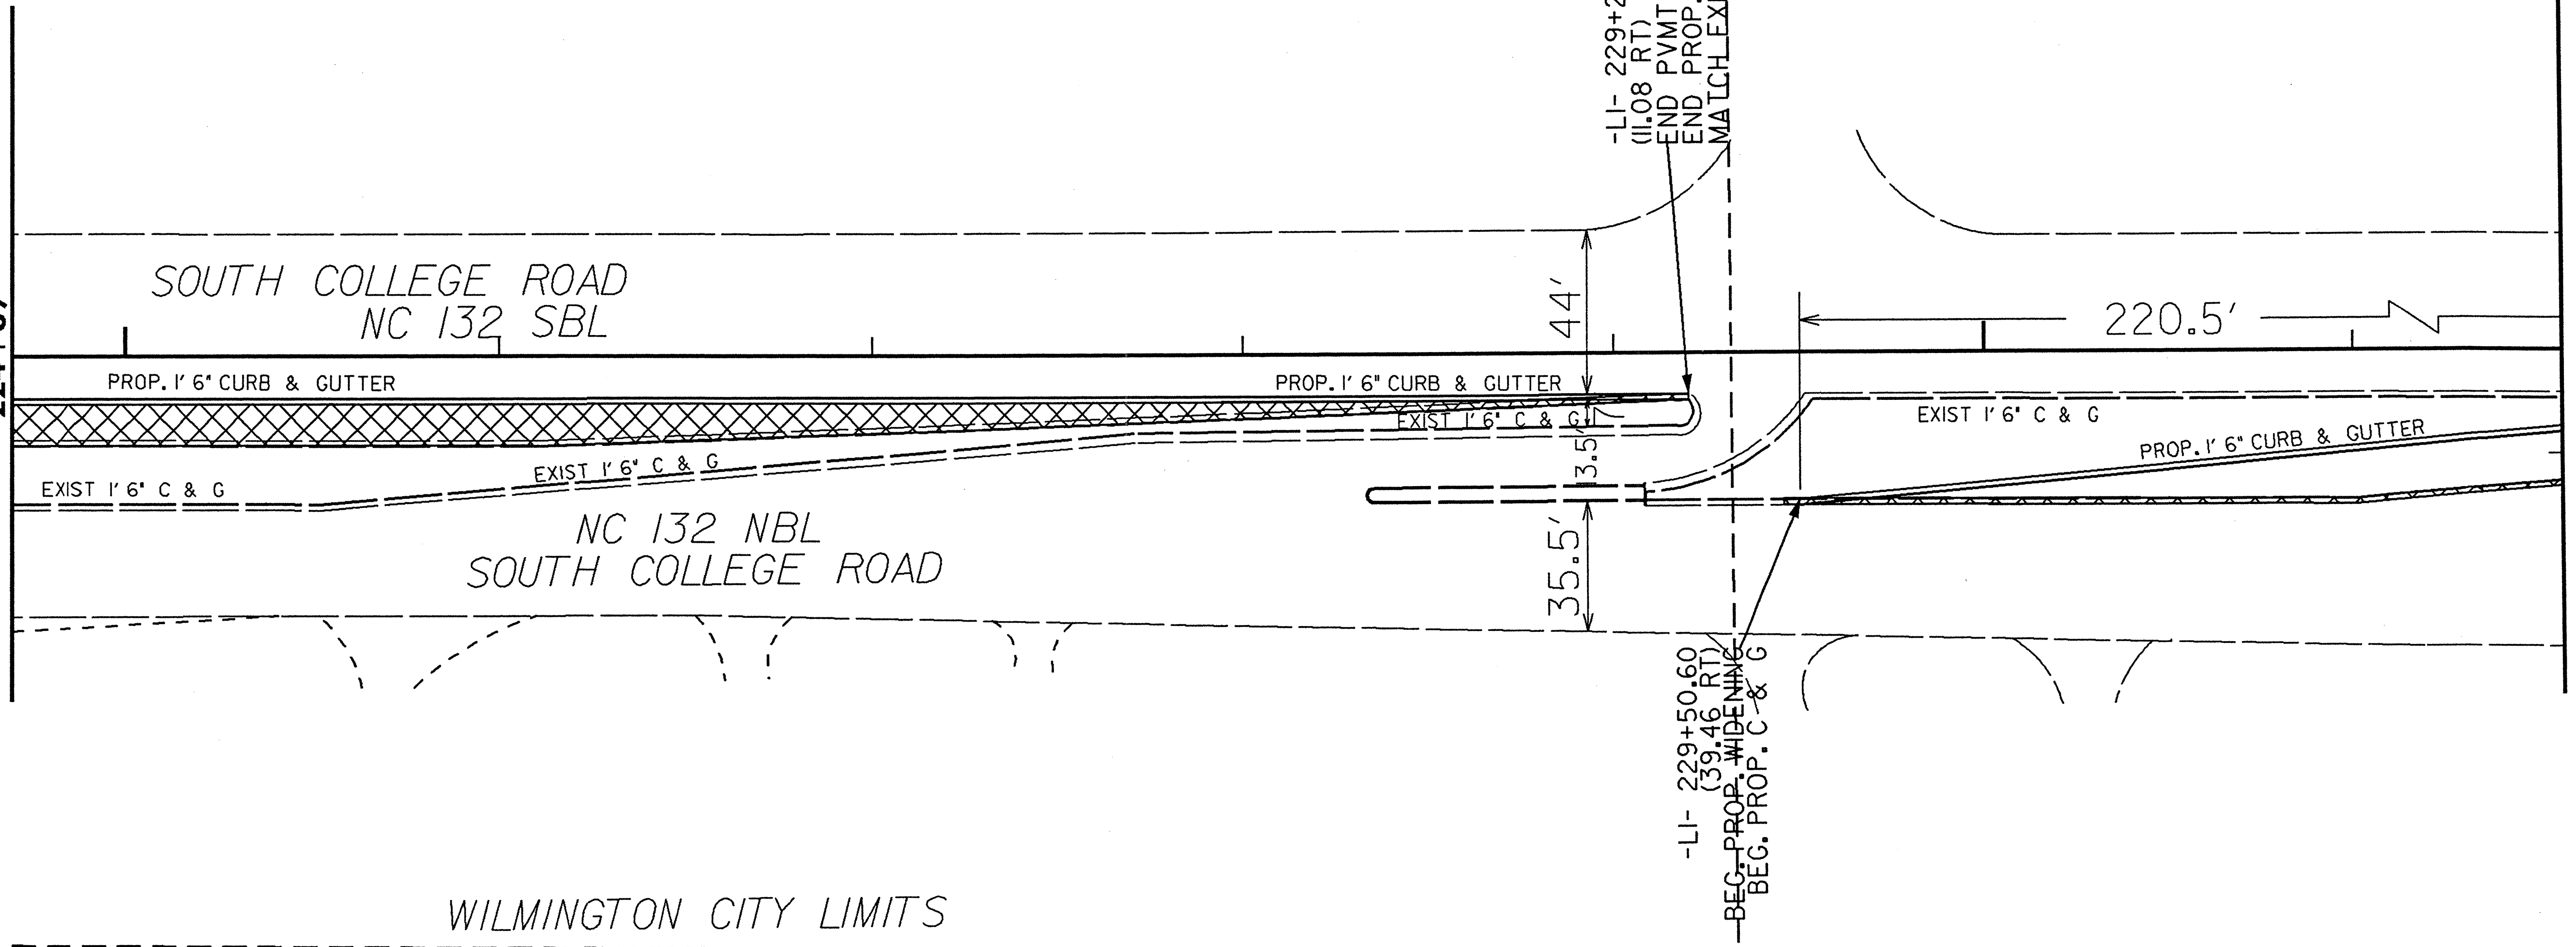 -L1- 229+2
(11.08 RT)
END PVMT
END PROP.
MATCH EXI
SOUTH COLLEGE ROAD
NC 132 SBL
44'
220.5'
PROP. 1' 6" CURB & GUTTER
PROP. 1' 6" CURB & GUTTER
EXIST 1' 6" C & G
EXIST 1' 6" C & G
PROP. 1' 6" CURB & GUTTER
EXIST 1' 6" C & G
EXIST 1' 6" C & G
13.5'
NC 132 NBL
SOUTH COLLEGE ROAD
35.5'
-L1- 229+50.60
(39.46 RT)
BEG. PROP. WIDENING
BEG. PROP. C & G
WILMINGTON CITY LIMITS